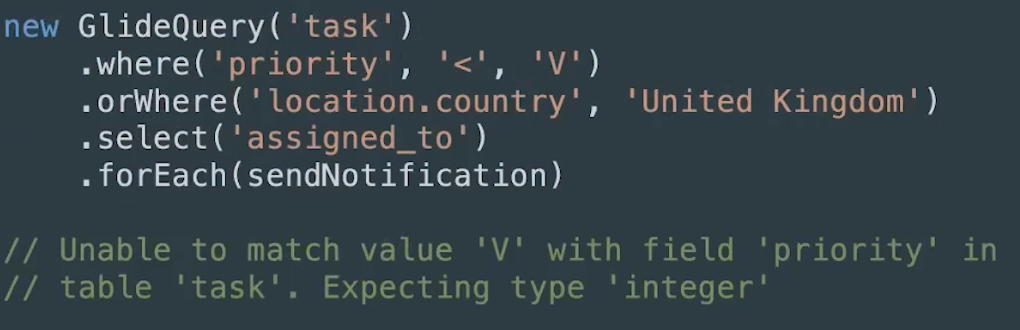 new GlideQuery('task')
    .where('priority', '<', 'V')
    .orWhere('location.country', 'United Kingdom')
    .select('assigned_to')
    .forEach(sendNotification)

// Unable to match value 'V' with field 'priority' in
// table 'task'. Expecting type 'integer'